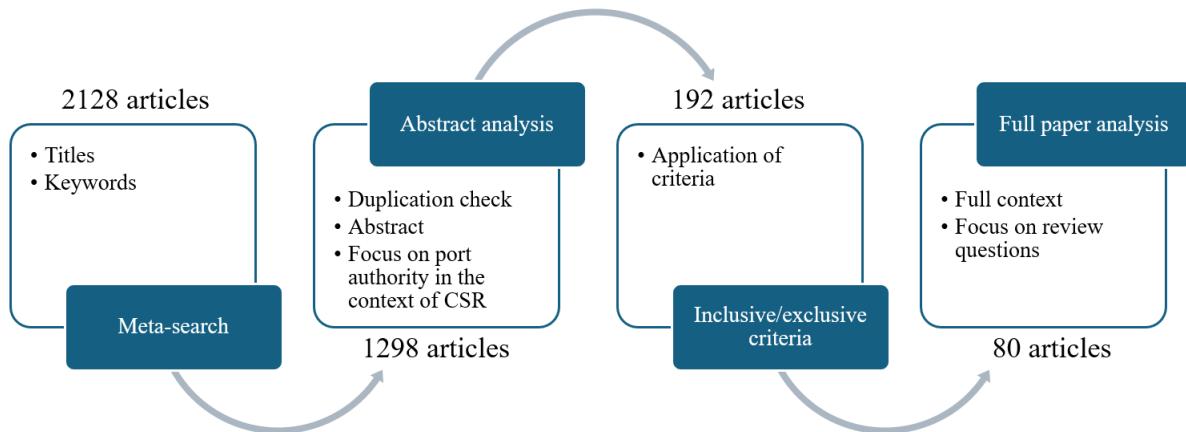 2128 articles
• Titles
• Keywords
Meta-search
Abstract analysis
• Duplication check
• Abstract
• Focus on port
authority in the
context of CSR
1298 articles
192 articles
• Application of
criteria
Inclusive/exclusive
criteria
Full paper analysis
• Full context
• Focus on review
questions
80 articles